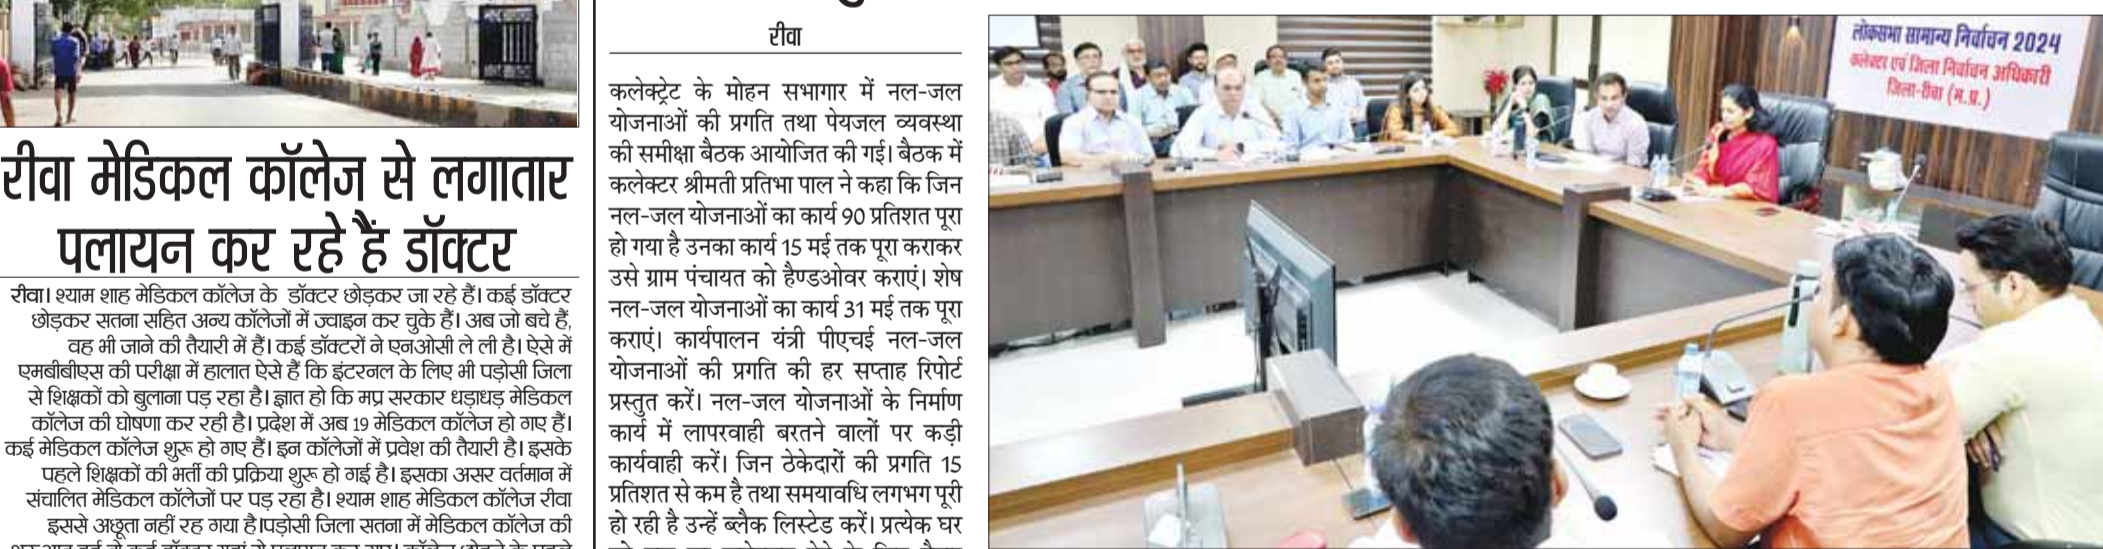 रीवा मेडिकल कॉलेज से लगातार
पलायन कर रहे हैं डॉक्टर
रीवा। श्याम शाह मेडिकल कॉलेज के डॉक्टर छोड़कर जा रहे हैं। कई डॉक्टर
छोड़कर सतना सहित अन्य कॉलेजों में ज्वाइन कर चुके हैं। अब जो बचे हैं,
वह भी जाने की तैयारी में हैं। कई डॉक्टरों ने एनओसी ले ली है। ऐसे में
एमबीबीएस की परीक्षा में हालात ऐसे हैं कि इंटरनल के लिए भी पड़ोसी जिला
से शिक्षकों को बुलाना पड़ रहा है। ज्ञात हो कि मप्र सरकार धड़ाधड़ मेडिकल
कॉलेज की घोषणा कर रही है। प्रदेश में अब 19 मेडिकल कॉलेज हो गए हैं।
कई मेडिकल कॉलेज शुरू हो गए हैं। इन कॉलेजों में प्रवेश की तैयारी है। इसके
पहले शिक्षकों की भर्ती की प्रक्रिया शुरू हो गई है। इसका असर वर्तमान में
संचालित मेडिकल कॉलेजों पर पड़ रहा है। श्याम शाह मेडिकल कॉलेज रीवा
इससे अछूता नहीं रह गया है।पड़ोसी जिला सतना में मेडिकल कॉलेज की
रीवा
कलेक्ट्रेट के मोहन सभागार में नल-जल
योजनाओं की प्रगति तथा पेयजल व्यवस्था
की समीक्षा बैठक आयोजित की गई। बैठक में
कलेक्टर श्रीमती प्रतिभा पाल ने कहा कि जिन
नल-जल योजनाओं का कार्य 90 प्रतिशत पूरा
हो गया है उनका कार्य 15 मई तक पूरा कराकर
उसे ग्राम पंचायत को हैण्डओवर कराएं। शेष
नल-जल योजनाओं का कार्य 31 मई तक पूरा
कराएं। कार्यपालन यंत्री पीएचई नल-जल
योजनाओं की प्रगति की हर सप्ताह रिपोर्ट
प्रस्तुत करें। नल-जल योजनाओं के निर्माण
कार्य में लापरवाही बरतने वालों पर कड़ी
कार्यवाही करें। जिन ठेकेदारों की प्रगति 15
प्रतिशत से कम है तथा समयावधि लगभग पूरी
हो रही है उन्हें ब्लैक लिस्टेड करें। प्रत्येक घर
लोकसभा सामान्य निर्वाचन 2024
कलेक्टर एवं जिला निर्वाचन अधिकारी
जिला-रीवा (म.प्र.)